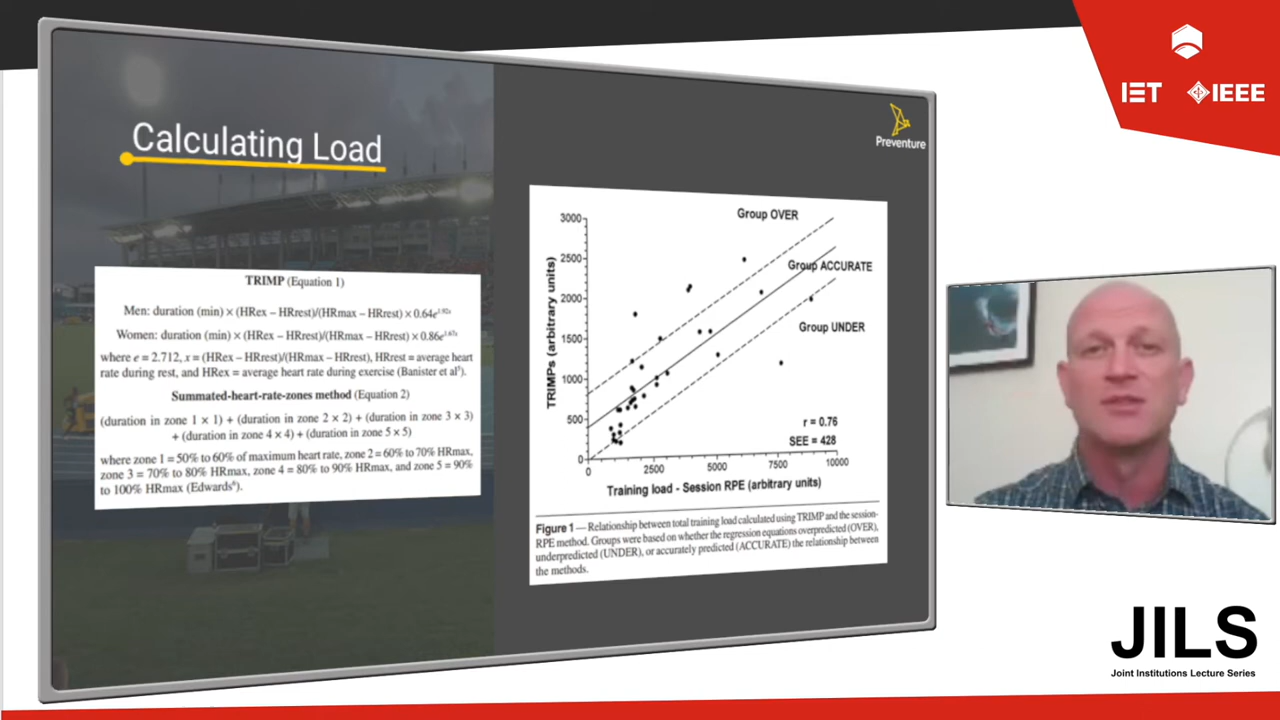 Calculating Load
TRIMP (Equation 1)
Men: duration (min) × (HRex – HRrest)/(HRmax – HRrest) × 0.64e1.92x
Women: duration (min) × (HRex – HRrest)/(HRmax – HRrest) × 0.86e1.67x
where e = 2.712, x = (HRex – HRrest)/(HRmax – HRrest), HRrest = average heart
rate during rest, and HRex = average heart rate during exercise (Banister et al5).
Summated-heart-rate-zones method (Equation 2)
(duration in zone 1 × 1) + (duration in zone 2 × 2) + (duration in zone 3 × 3)
+ (duration in zone 4 × 4) + (duration in zone 5 × 5)
where zone 1 = 50% to 60% of maximum heart rate, zone 2 = 60% to 70% HRmax,
zone 3 = 70% to 80% HRmax, zone 4 = 80% to 90% HRmax, and zone 5 = 90%
to 100% HRmax (Edwards6).
Preventure
TRIMPs (arbitrary units)
3000
2500
2000
1500
1000
500
0
Group OVER
Group ACCURATE
Group UNDER
r = 0.76
SEE = 428
0 2500 5000 7500 10000
Training load - Session RPE (arbitrary units)
Figure 1 — Relationship between total training load calculated using TRIMP and the session-
RPE method. Groups were based on whether the regression equations overpredicted (OVER),
underpredicted (UNDER), or accurately predicted (ACCURATE) the relationship between
the methods.
IET IEEE
JILS
Joint Institutions Lecture Series